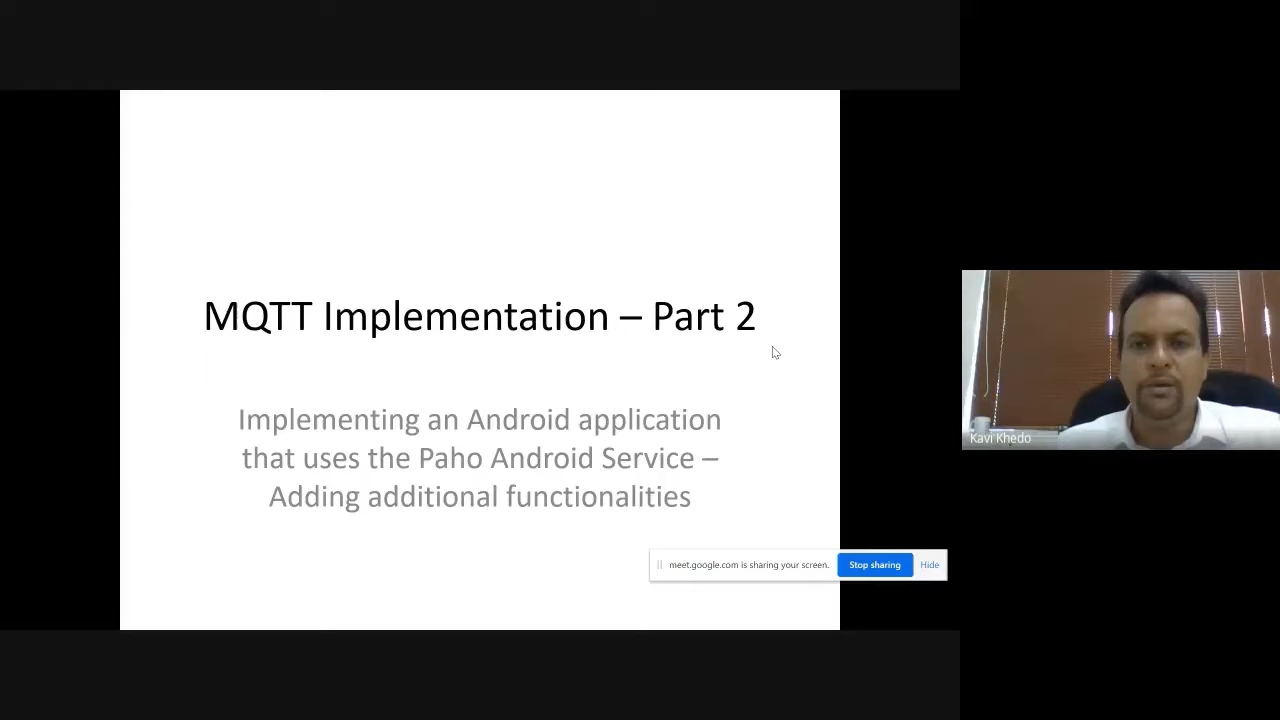 MQTT Implementation – Part 2
Implementing an Android application
that uses the Paho Android Service –
Adding additional functionalities
meet.google.com is sharing your screen.
Stop sharing
Hide
Kavi Khedo